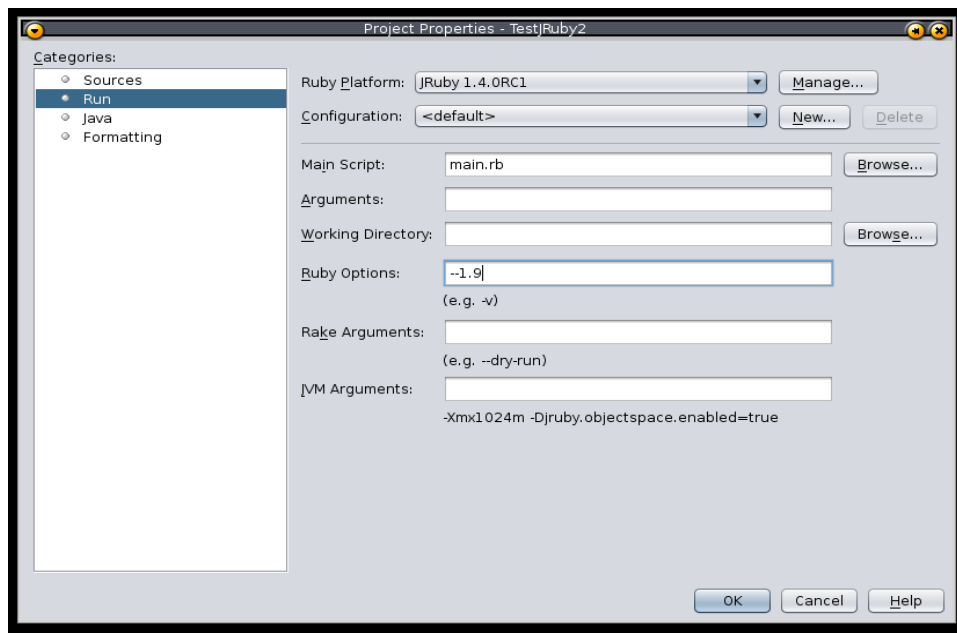 Project Properties - TestJRuby2
Categories:
Sources
Run
Java
Formatting
Ruby Platform: JRuby 1.4.0RC1 Manage...
Configuration: <default> New... Delete
Main Script: main.rb Browse...
Arguments:
Working Directory: Browse...
Ruby Options: --1.9
(e.g. -v)
Rake Arguments:
(e.g. --dry-run)
JVM Arguments:
-Xmx1024m -Djruby.objectspace.enabled=true
OK Cancel Help